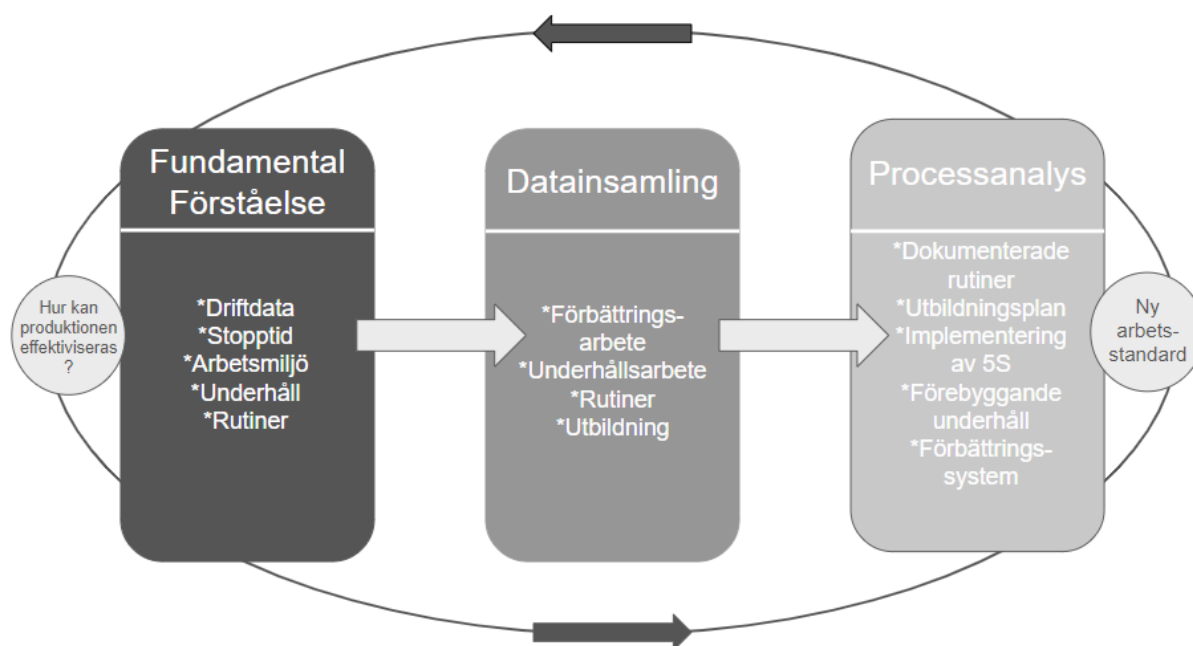 Fundamental
Förståelse
*Driftdata
*Stopptid
*Arbetsmiljö
*Underhåll
*Rutiner
Datainsamling
*Förbättrings-
arbete
*Underhållsarbete
*Rutiner
*Utbildning
Processanalys
*Dokumenterade
rutiner
*Utbildningsplan
*Implementering
av 5S
*Förebyggande
underhåll
*Förbättrings-
system
Hur kan
produktionen
effektiviseras
?
Ny
arbets-
standard